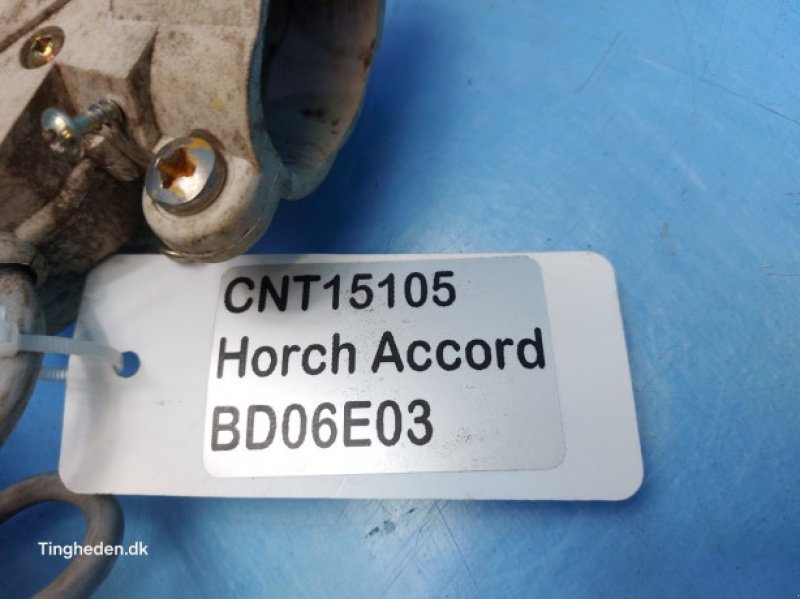 CNT15105
Horch Accord
BD06E03
Tingheden.dk